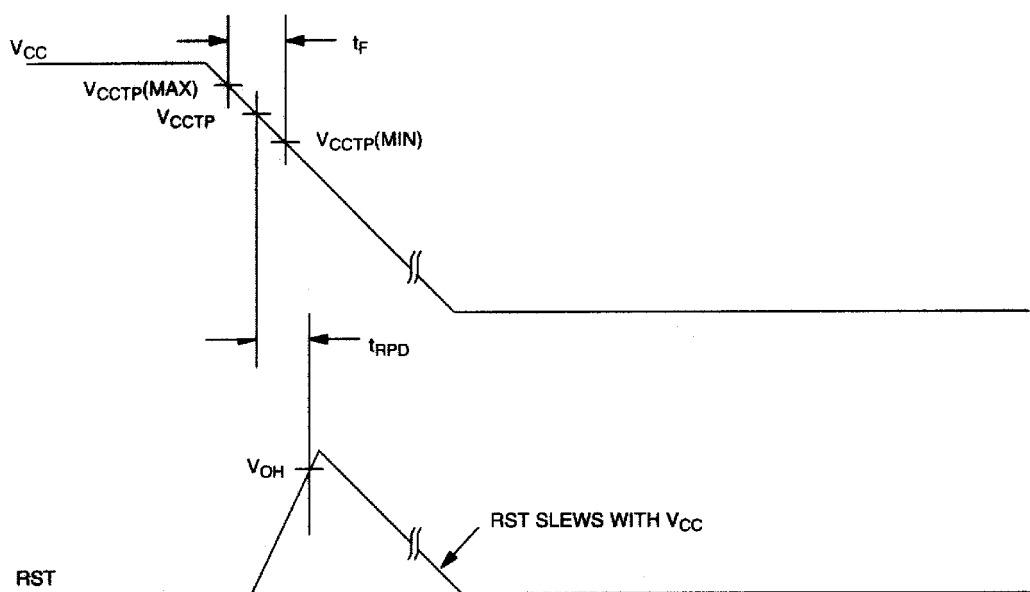 t_F
V_CC
V_CCTP(MAX)
V_CCTP
V_CCTP(MIN)
t_RPD
V_OH
RST SLEWS WITH V_CC
RST